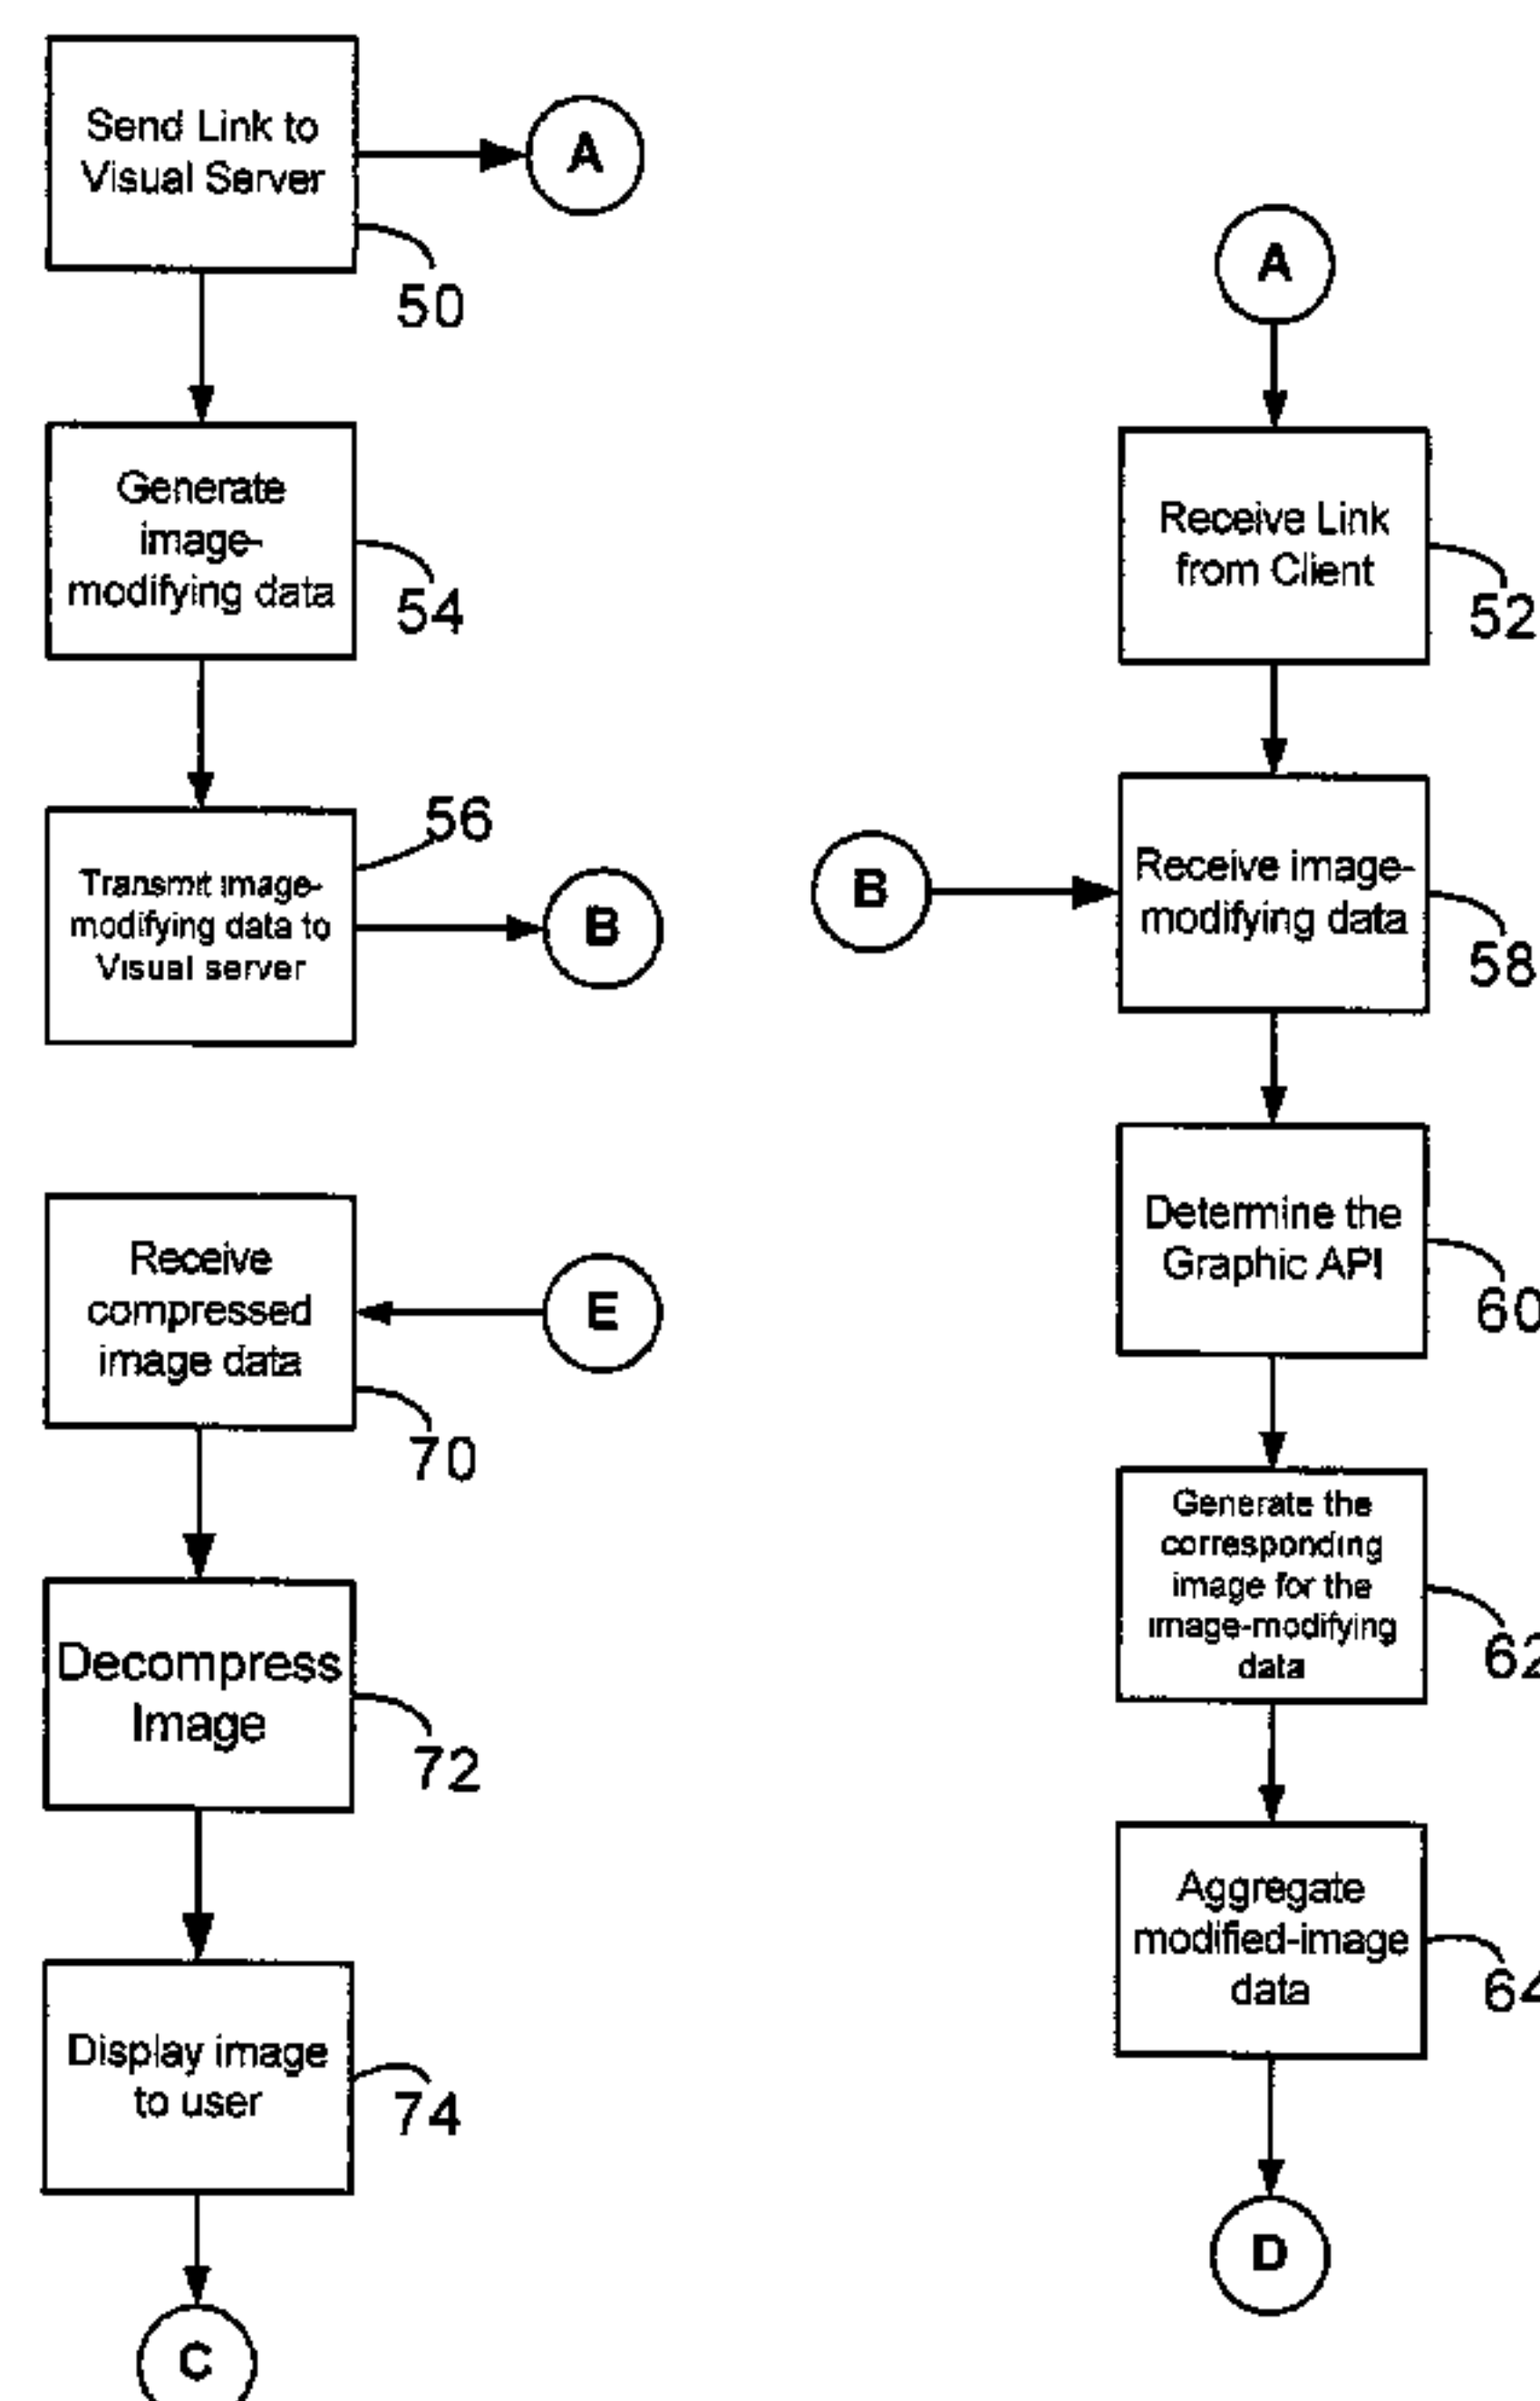 Send Link to
Visual Server
A
50
Generate
image-
modifying data
54
Transmit image-
modifying data to
Visual server
56
B
Receive
compressed
image data
E
70
Decompress
Image
72
Display image
to user
74
C
A
Receive Link
from Client
52
B
Receive image-
modifying data
58
Determine the
Graphic API
60
Generate the
corresponding
image for the
image-modifying
data
62
Aggregate
modified-image
data
64
D